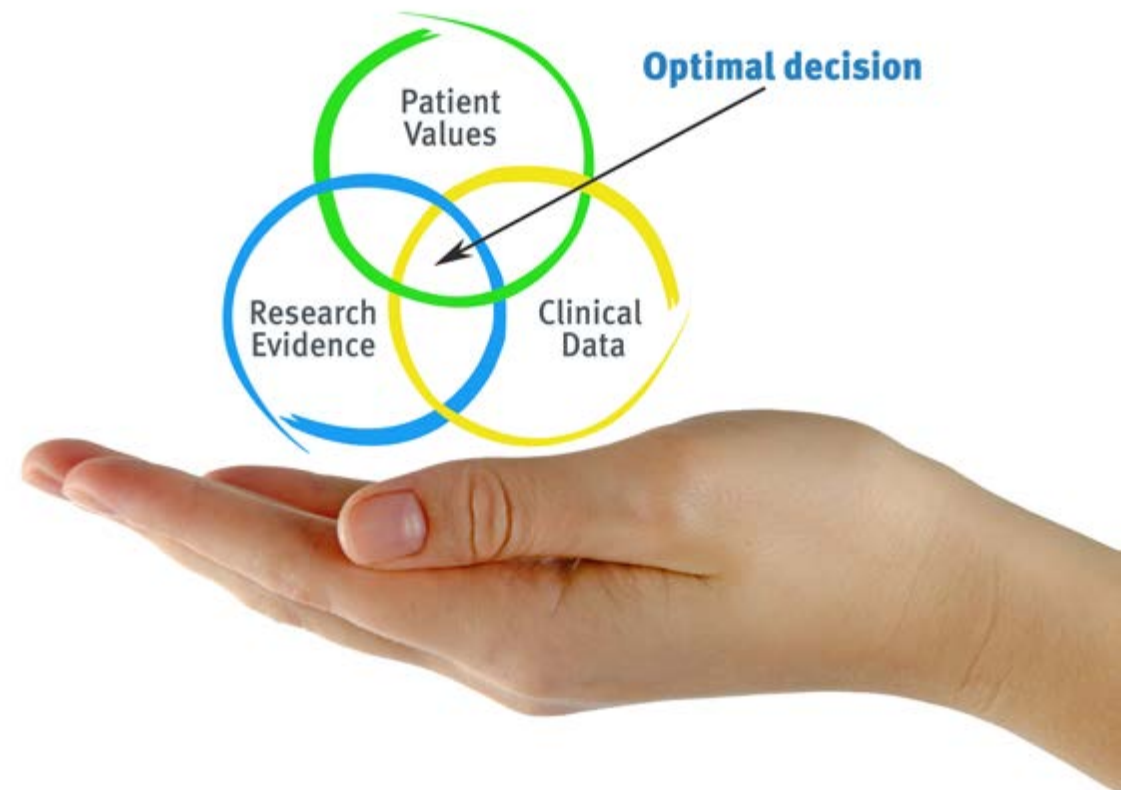 Optimal decision
Patient
Values
Research
Evidence
Clinical
Data